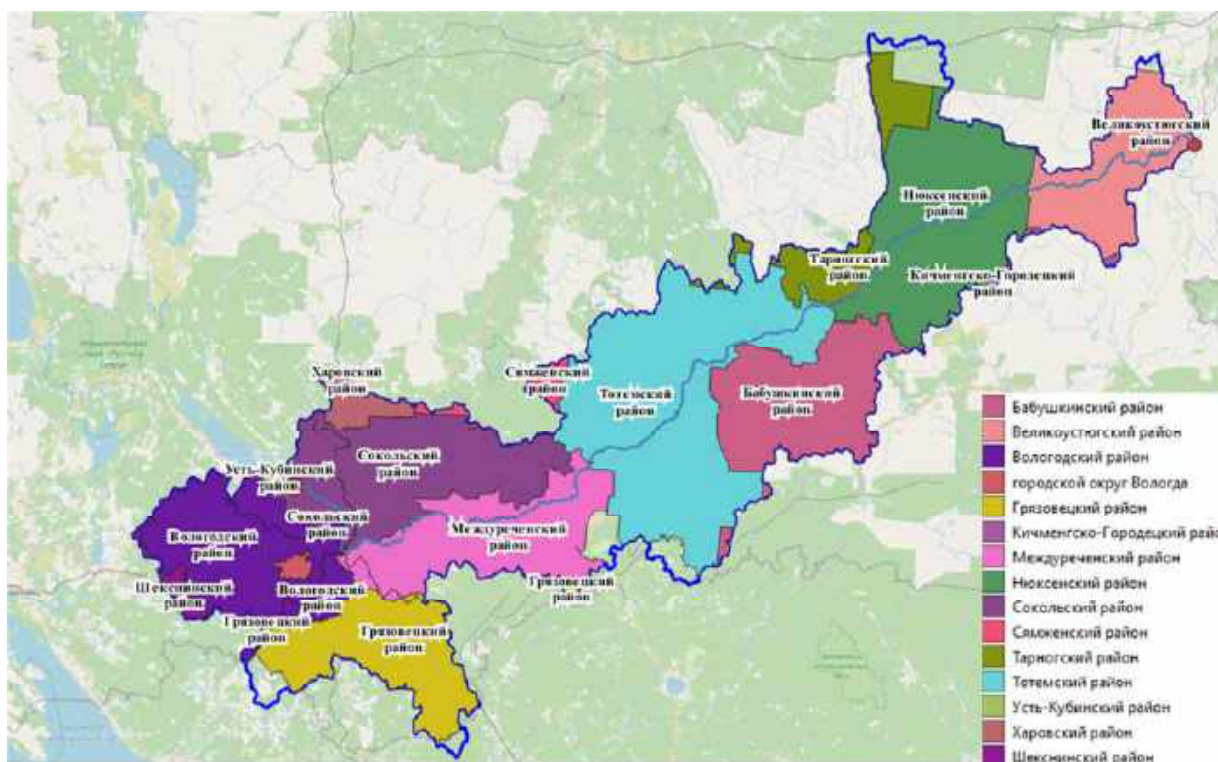 Великоустюгский
район
Нюксенский
район
Тарногский
район
Кичменгско-Городецкий
район
Харовский
район
Сямженский
район
Тотемский
район
Бабушкинский
район
Усть-Кубинский
район
Сокольский
район
Сокольский
район
Междуреченский
район
Вологодский
район
Шекснинский
район
Вологодский
район
Грязовецкий
район
Грязовецкий
район
Грязовецкий
район
Бабушкинский район
Великоустюгский район
Вологодский район
городской округ Вологда
Грязовецкий район
Кичменгско-Городецкий райо
Междуреченский район
Нюксенский район
Сокольский район
Сямженский район
Тарногский район
Тотемский район
Усть-Кубинский район
Харовский район
Шекснинский район